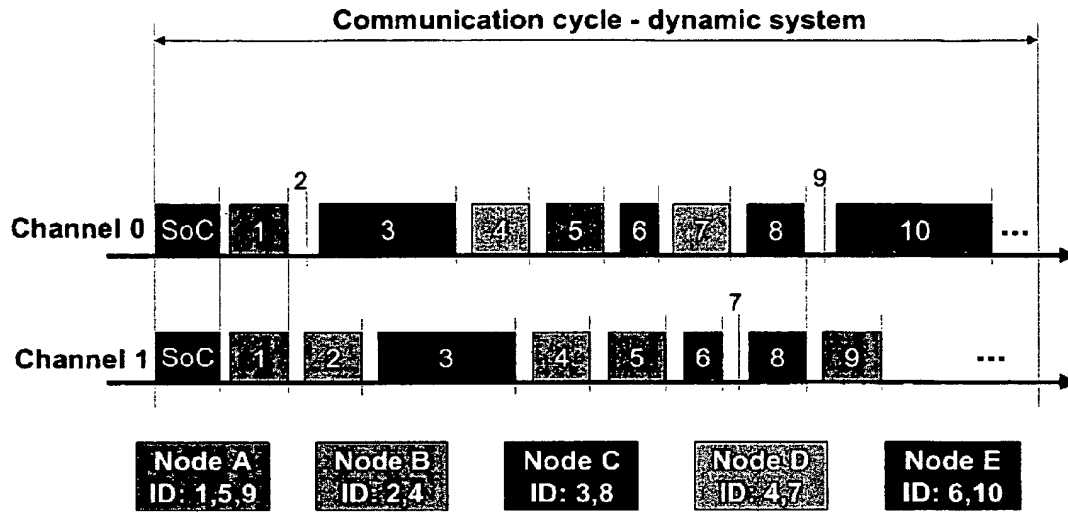 Communication cycle - dynamic system
2
9
Channel 0
SoC 1 3 4 5 6 7 8 10 ...
7
Channel 1
SoC 1 2 3 4 5 6 8 9 ...
Node A
ID: 1,5,9
Node B
ID: 2,4
Node C
ID: 3,8
Node D
ID: 4,7
Node E
ID: 6,10